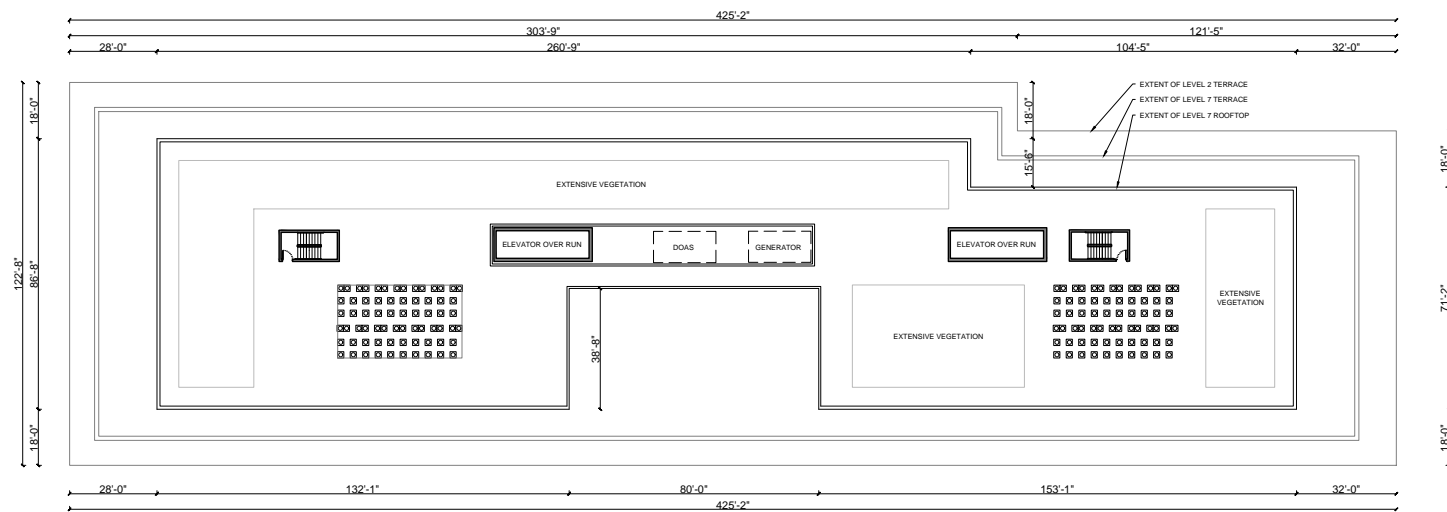 425'-2"
303'-9"
121'-5"
28'-0"
260'-9"
104'-5"
32'-0"
EXTENT OF LEVEL 2 TERRACE
EXTENT OF LEVEL 7 TERRACE
EXTENT OF LEVEL 7 ROOFTOP
18'-0"
18'-0"
15'-6"
18'-0"
EXTENSIVE VEGETATION
ELEVATOR OVER RUN
DOAS
GENERATOR
ELEVATOR OVER RUN
122'-8"
86'-8"
71'-2"
EXTENSIVE
VEGETATION
EXTENSIVE VEGETATION
38'-8"
18'-0"
18'-0"
28'-0"
132'-1"
80'-0"
153'-1"
32'-0"
425'-2"